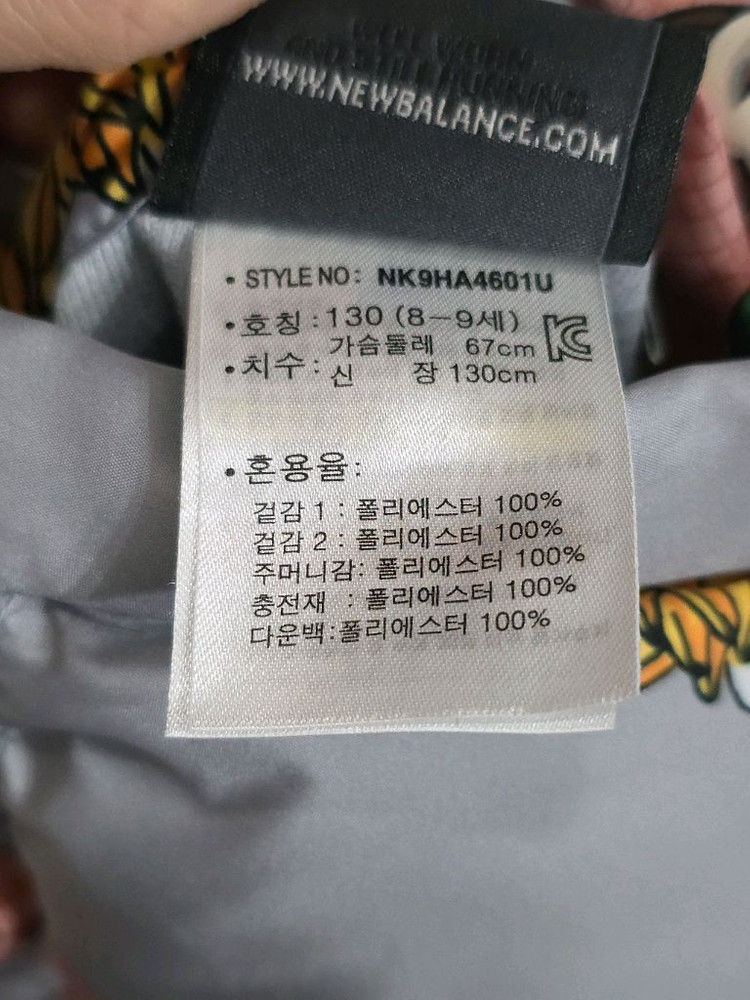 WWW.NEWBALANCE.COM
• STYLE NO: NK9HA4601U
• 호칭 : 130 (8-9세)
• 치수 : 가슴둘레 67cm
신 장 130cm
• 혼용율:
겉감 1 : 폴리에스터 100%
겉감 2 : 폴리에스터 100%
주머니감: 폴리에스터 100%
충전재 : 폴리에스터 100%
다운백:폴리에스터 100%